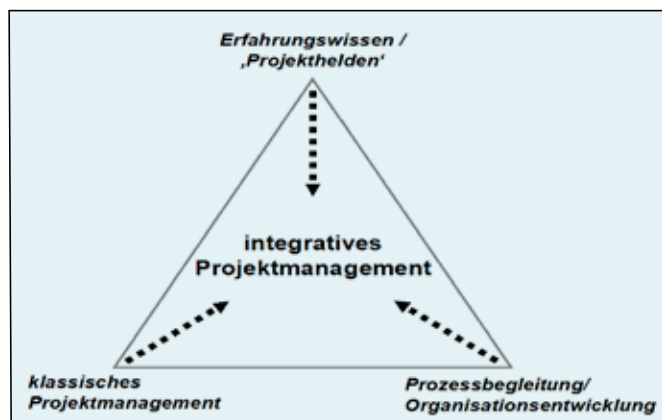 Erfahrungswissen /
‚Projekthelden‘
integratives
Projektmanagement
klassisches
Projektmanagement
Prozessbegleitung/
Organisationsentwicklung